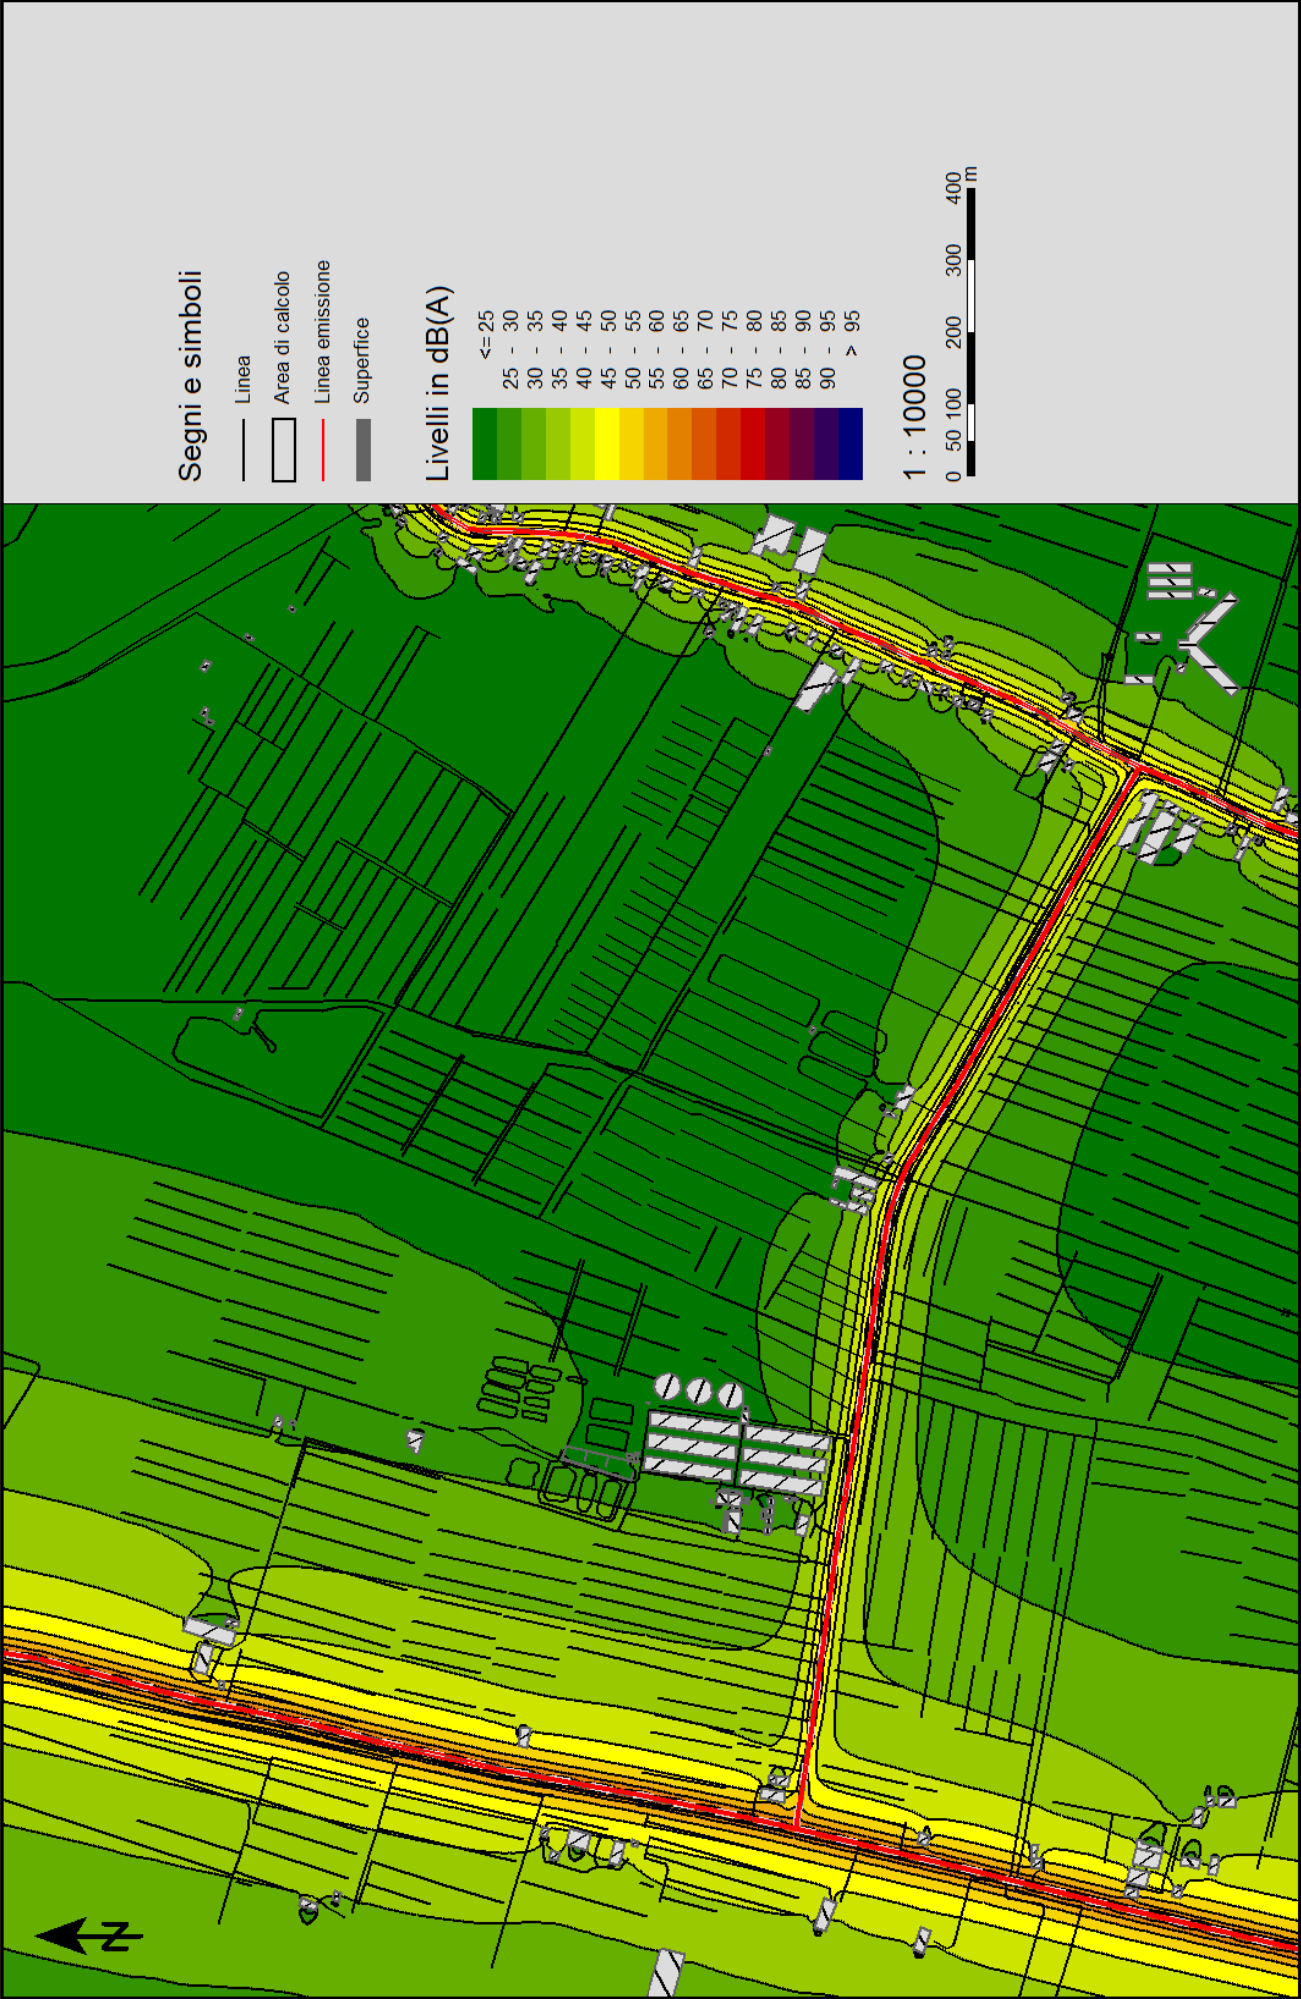 Segni e simboli
Linea
Area di calcolo
Linea emissione
Superfice
Livelli in dB(A)
<= 25
25 - 30
30 - 35
35 - 40
40 - 45
45 - 50
50 - 55
55 - 60
60 - 65
65 - 70
70 - 75
75 - 80
80 - 85
85 - 90
90 - 95
> 95
1 : 10000
0 50 100 200 300 400
m
N